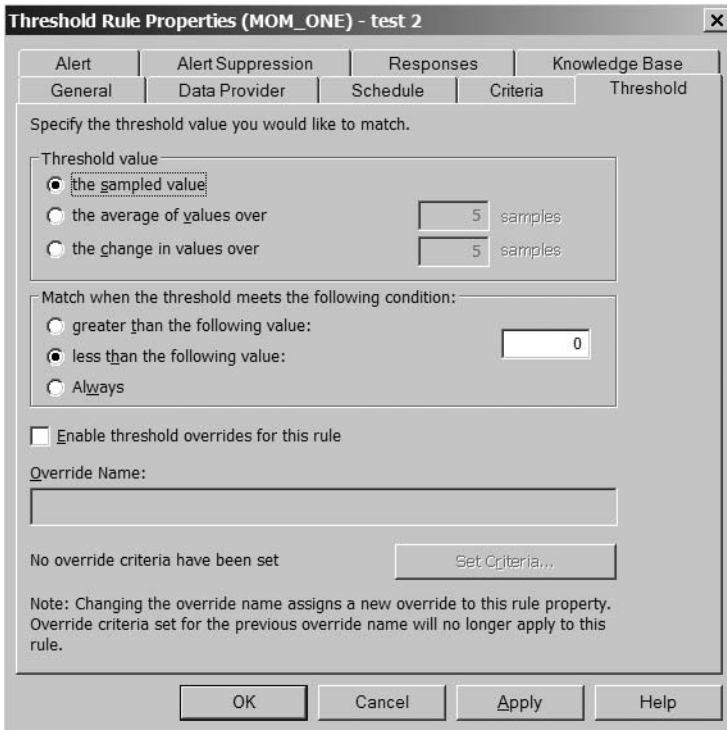 Threshold Rule Properties (MOM_ONE) - test 2
Alert Alert Suppression Responses Knowledge Base
General Data Provider Schedule Criteria Threshold
Specify the threshold value you would like to match.
Threshold value
the sampled value
the average of values over 5 samples
the change in values over 5 samples
Match when the threshold meets the following condition:
greater than the following value:
0
less than the following value:
Always
Enable threshold overrides for this rule
Override Name:
No override criteria have been set Set Criteria...
Note: Changing the override name assigns a new override to this rule property.
Override criteria set for the previous override name will no longer apply to this
rule.
OK Cancel Apply Help